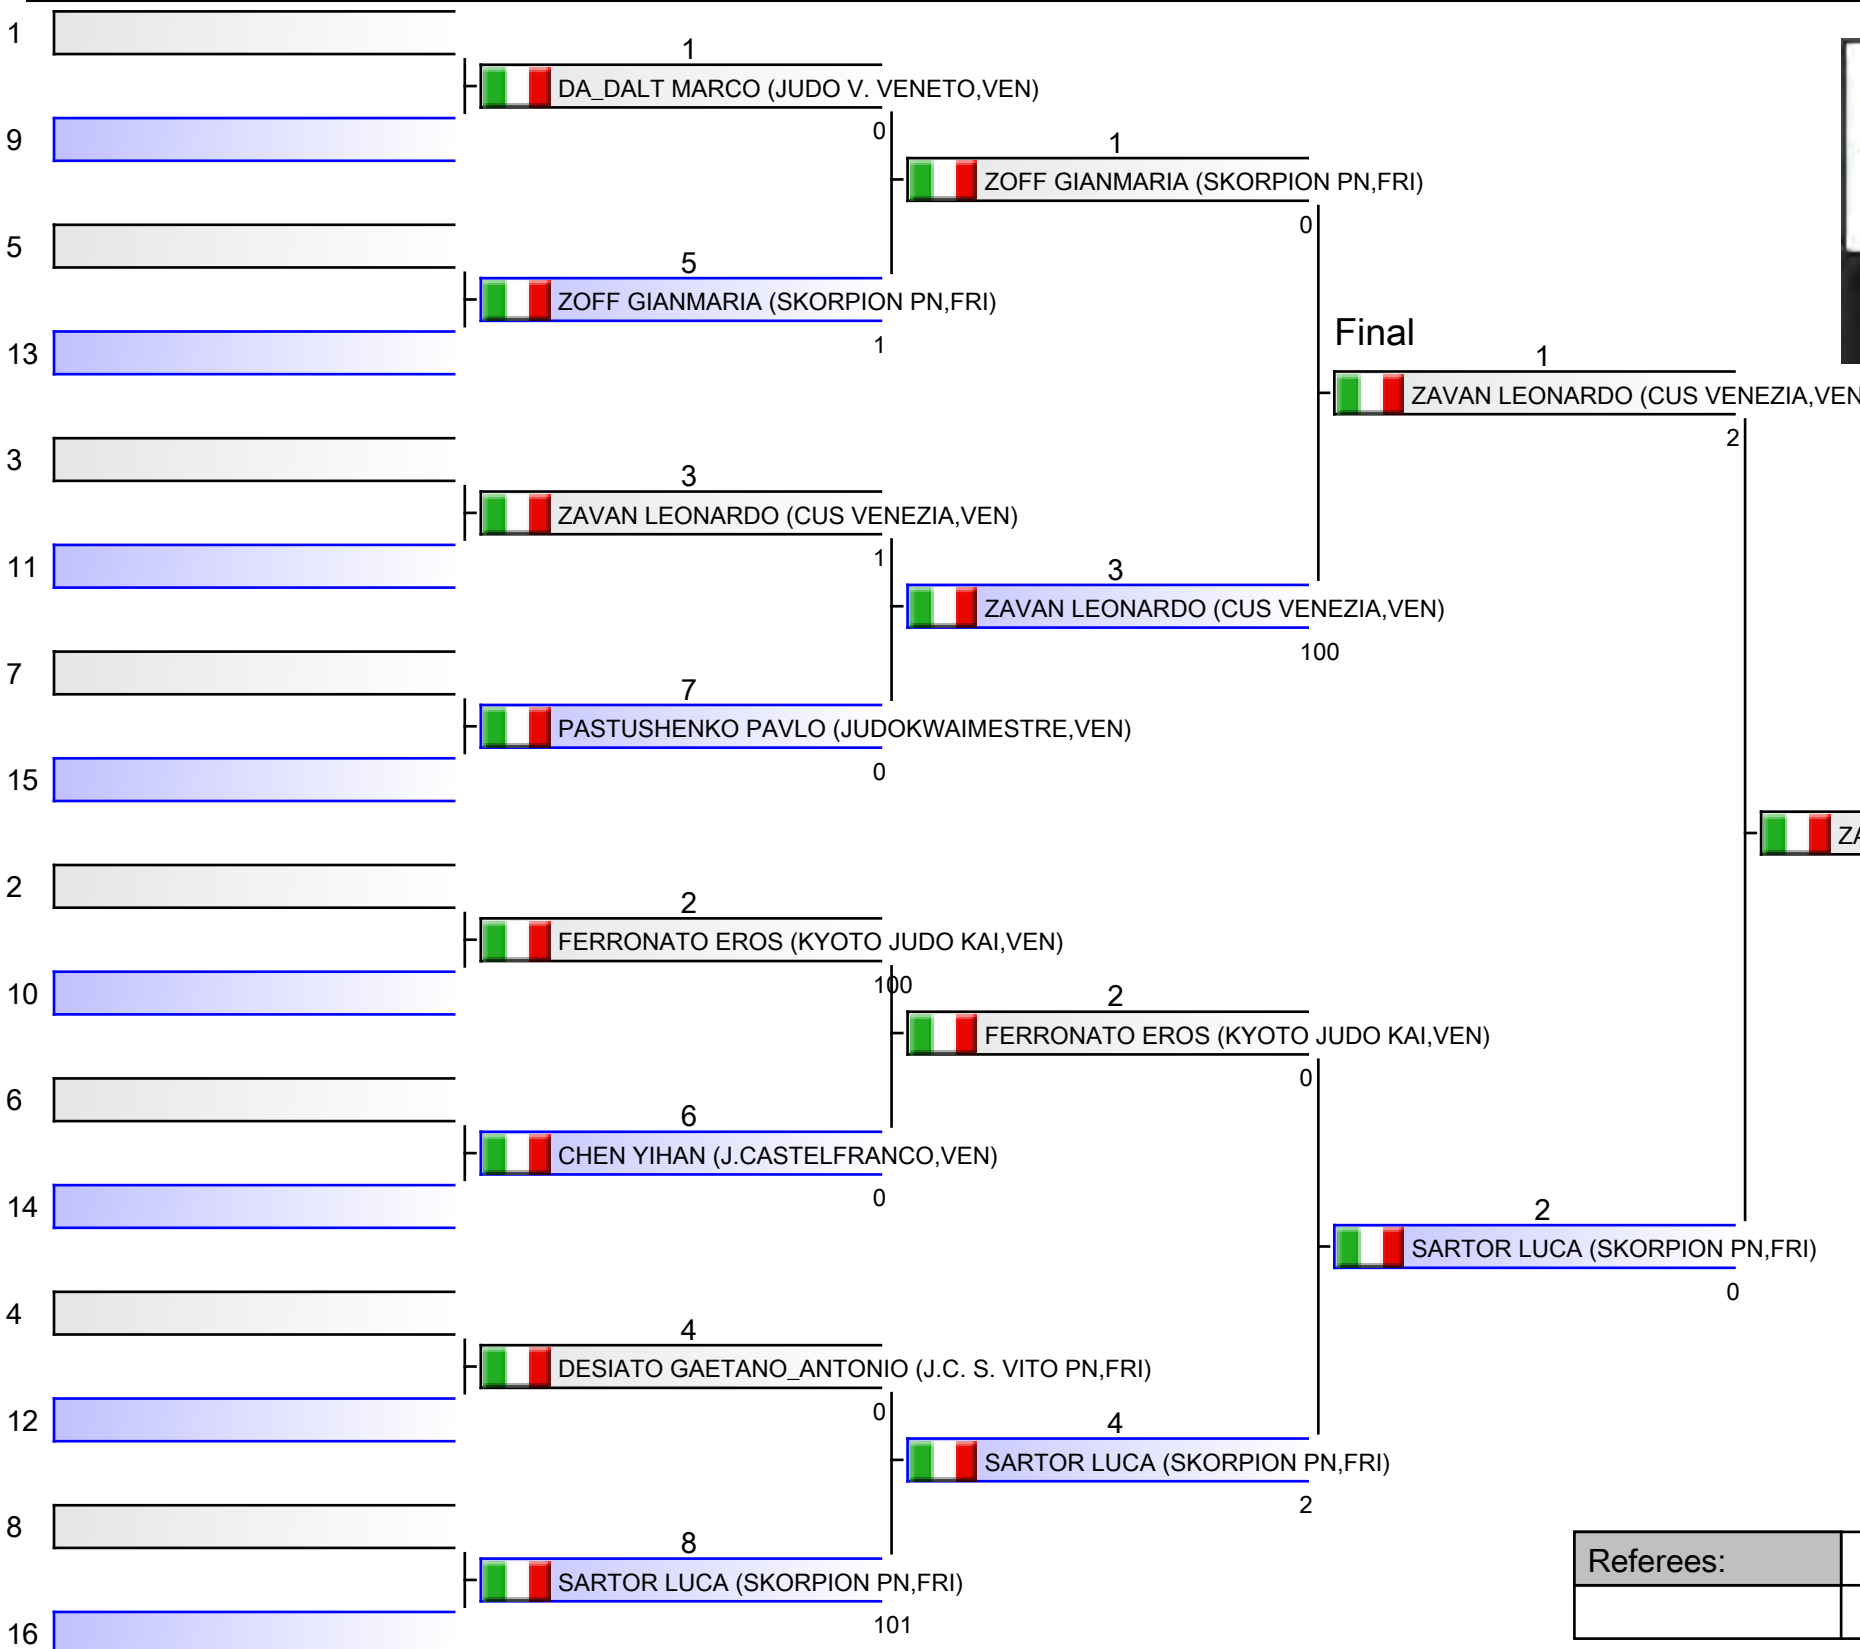 1
1
DA_DALT MARCO (JUDO V. VENETO,VEN)
0
9
1
ZOFF GIANMARIA (SKORPION PN,FRI)
0
5
5
ZOFF GIANMARIA (SKORPION PN,FRI)
1
13
Final
1
ZAVAN LEONARDO (CUS VENEZIA,VEN
2
3
3
ZAVAN LEONARDO (CUS VENEZIA,VEN)
1
11
3
ZAVAN LEONARDO (CUS VENEZIA,VEN)
100
7
7
PASTUSHENKO PAVLO (JUDOKWAIMESTRE,VEN)
0
15
ZA
2
2
FERRONATO EROS (KYOTO JUDO KAI,VEN)
100
10
2
FERRONATO EROS (KYOTO JUDO KAI,VEN)
0
6
6
CHEN YIHAN (J.CASTELFRANCO,VEN)
0
14
2
SARTOR LUCA (SKORPION PN,FRI)
0
4
4
DESIATO GAETANO_ANTONIO (J.C. S. VITO PN,FRI)
0
12
4
SARTOR LUCA (SKORPION PN,FRI)
2
8
8
SARTOR LUCA (SKORPION PN,FRI)
101
16
Referees: